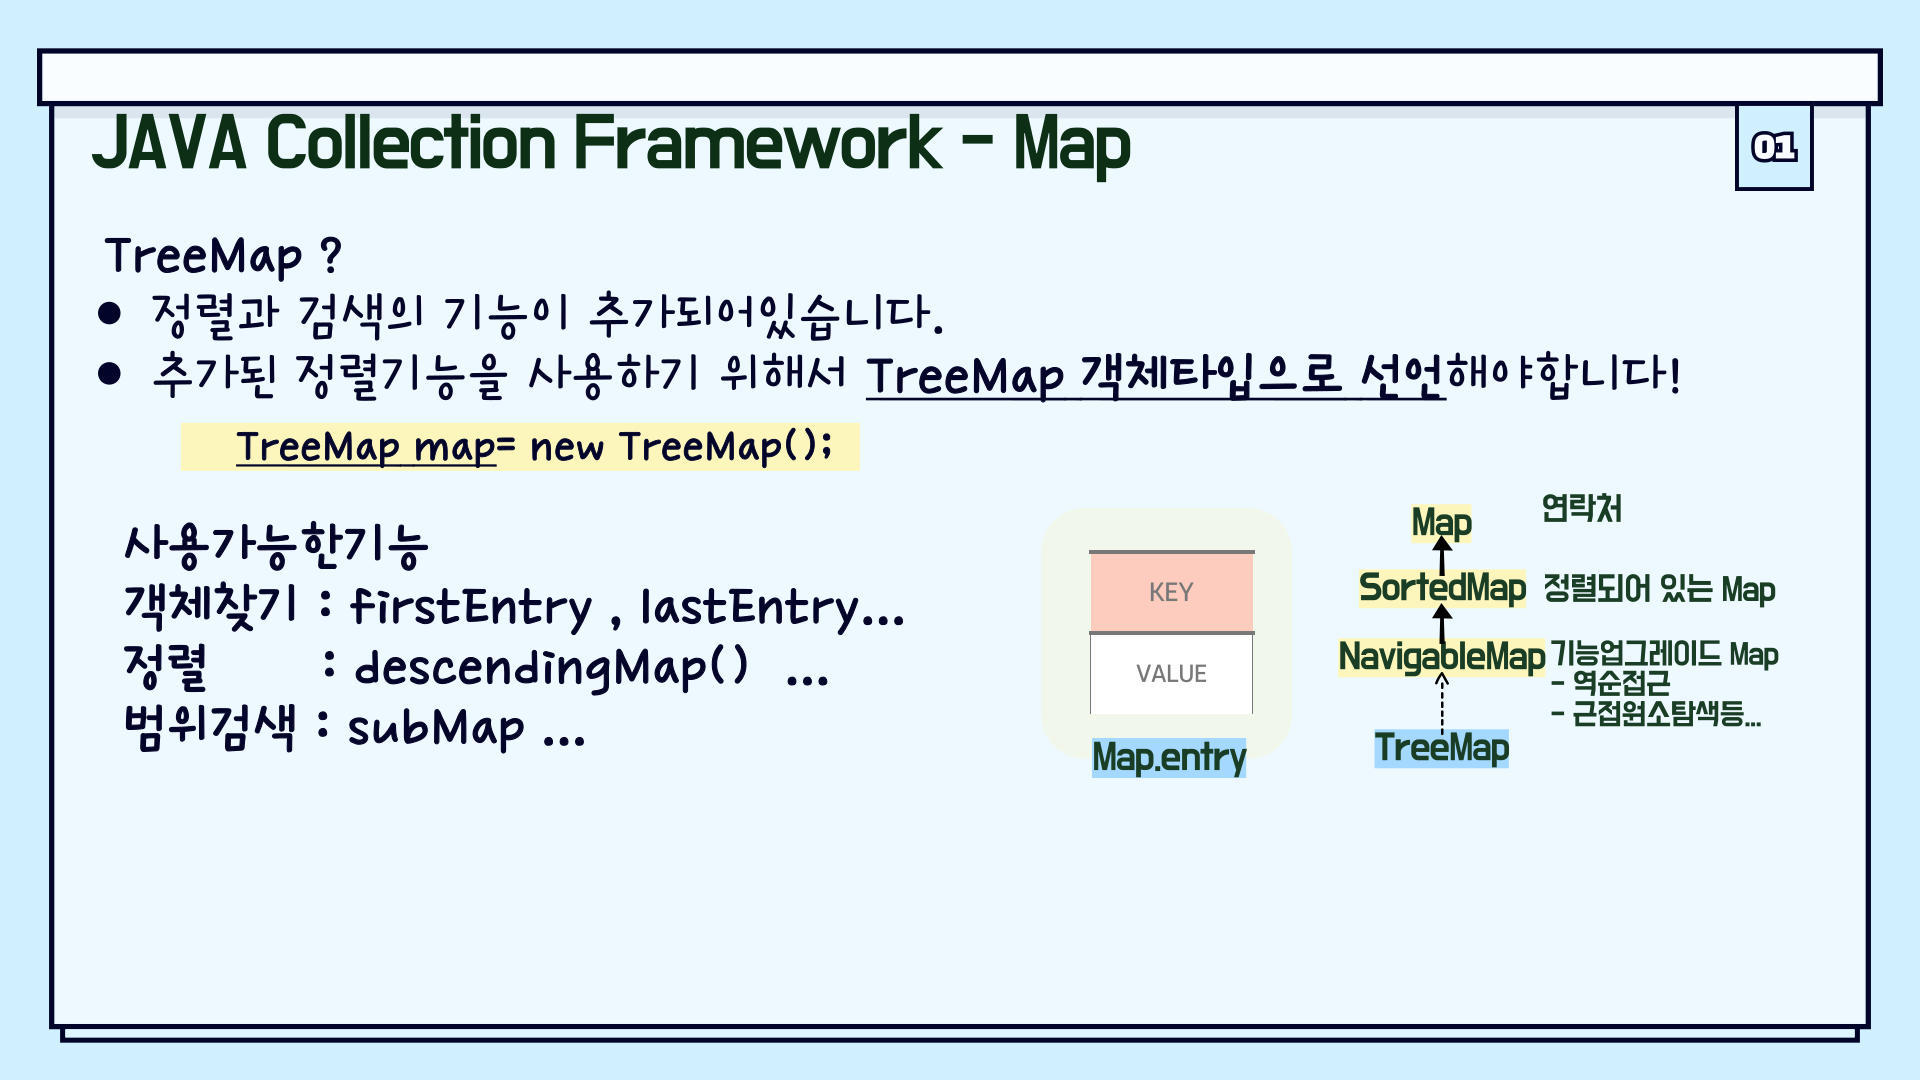 JAVA Collection Framework - Map
01
TreeMap ?
● 정렬과 검색의 기능이 추가되어있습니다.
● 추가된 정렬기능을 사용하기 위해서 TreeMap 객체타입으로 선언해야합니다!
TreeMap map= new TreeMap();
사용가능한기능
객체찾기 : firstEntry , lastEntry...
정렬 : descendingMap() ...
범위검색 : subMap ...
KEY
VALUE
Map.entry
Map 연락처
SortedMap 정렬되어 있는 Map
NavigableMap 기능업그레이드 Map
- 역순접근
- 근접원소탐색등...
TreeMap